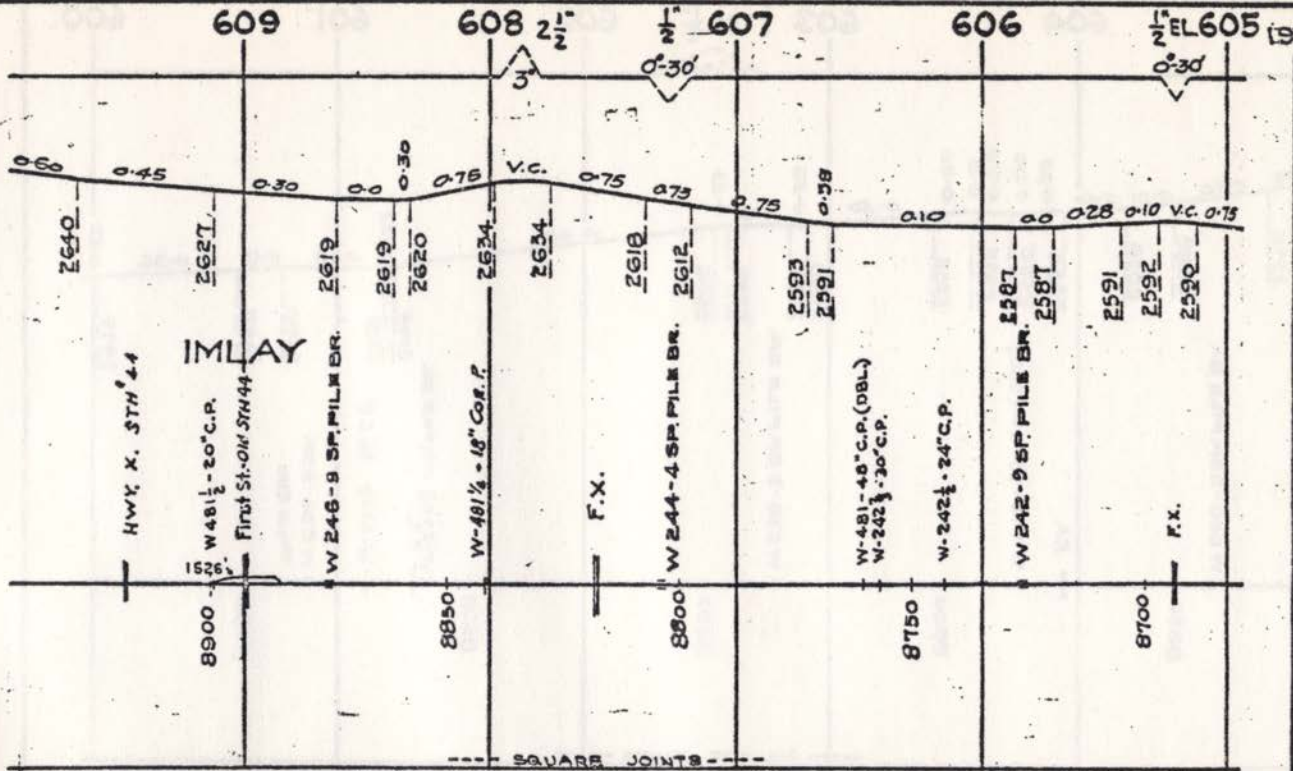 609 608 2½" ½" 607 606 ½" EL 605
3° 0°-30' 0°-30'
0.60 0.45 0.30 0.0 0.30 0.76 V.C. 0.75 0.73 0.75 0.38 0.10 0.0 0.28 0.10 V.C. 0.75
2640 2627 2619 2619 2620 2634 2634 2618 2612 2593 2591 2587 2587 2591 2592 2590
IMLAY
HWY. X. STH 44
W 481½-20" C.P.
First St.-Old STH 44
W 246-9 SP. PILE BR.
W-481¼-18" COR. P.
F.X.
W 244-4 SP. PILE BR.
W-481-48" C.P. (DBL.)
W-242⅓-30" C.P.
W-242½-24" C.P.
W 242-9 SP. PILE BR.
F.X.
1526'
8900 8850 8800 8750 8700
SQUARE JOINTS